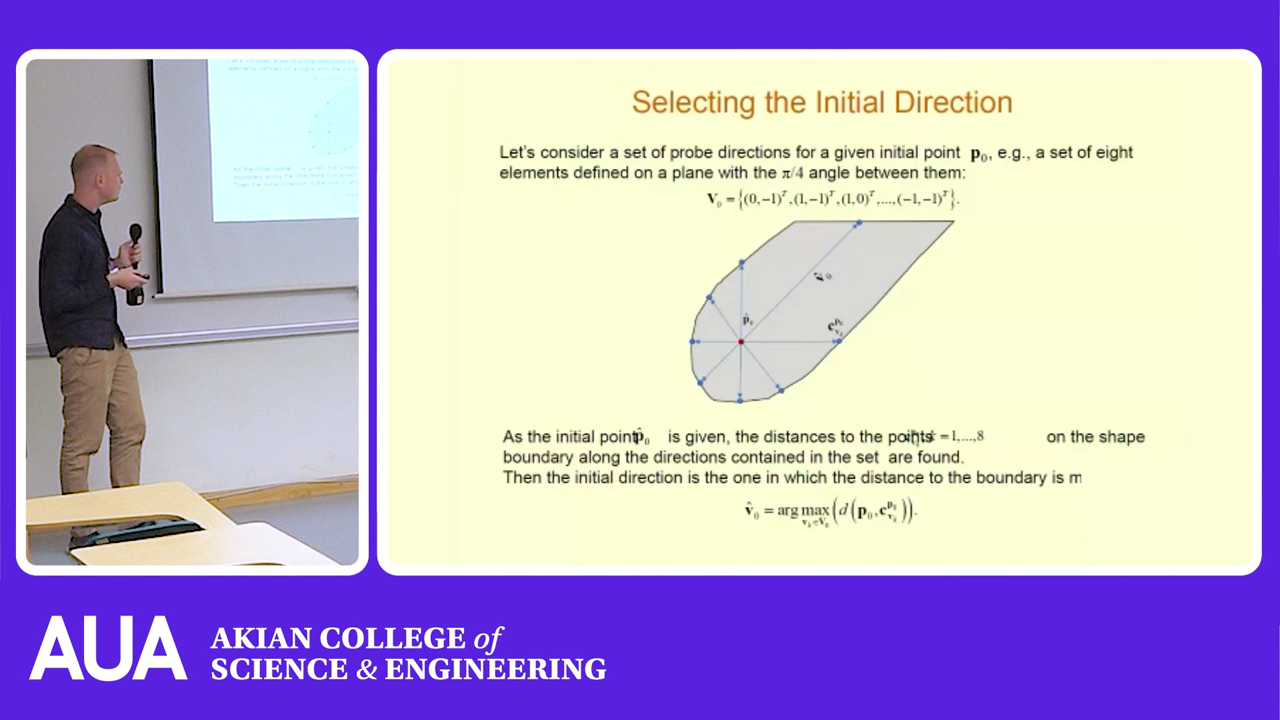 Selecting the Initial Direction
Let's consider a set of probe directions for a given initial point p₀, e.g., a set of eight
elements defined on a plane with the π/4 angle between them:
V₀ = {(0,−1)ᵀ,(1,−1)ᵀ,(1,0)ᵀ,...,(−1,−1)ᵀ}.
v̂₀
p̂₀
As the initial point p̂₀ is given, the distances to the points =1,...,8 on the shape
boundary along the directions contained in the set are found.
Then the initial direction is the one in which the distance to the boundary is m
v̂₀ = arg max (d(p₀,c
AUA
AKIAN COLLEGE of
SCIENCE & ENGINEERING